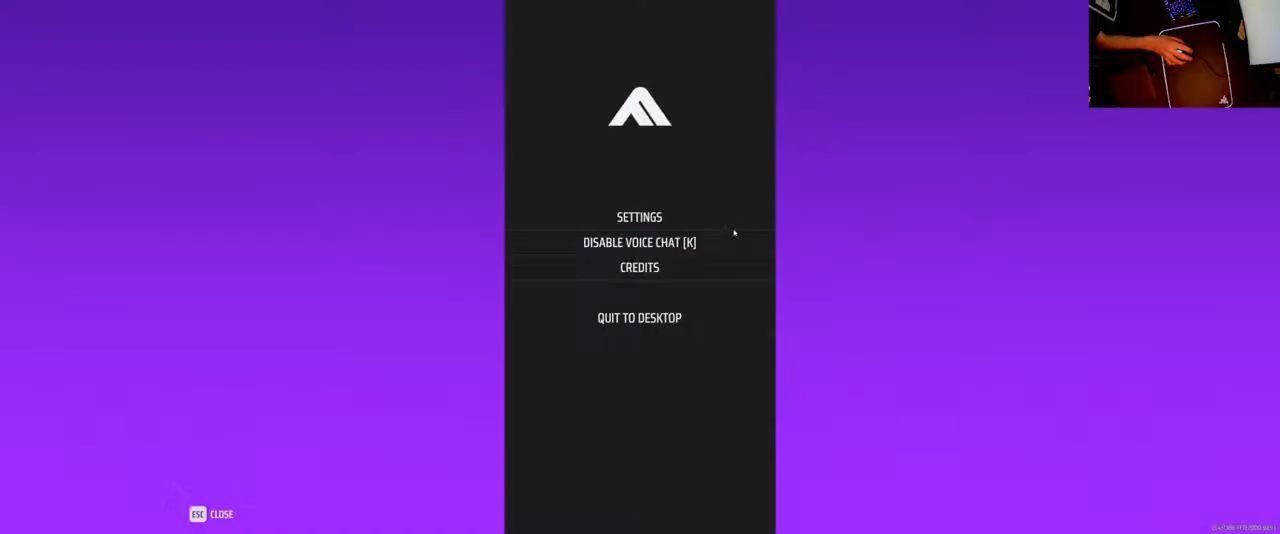 SETTINGS
DISABLE VOICE CHAT [K]
CREDITS
QUIT TO DESKTOP
ESC CLOSE